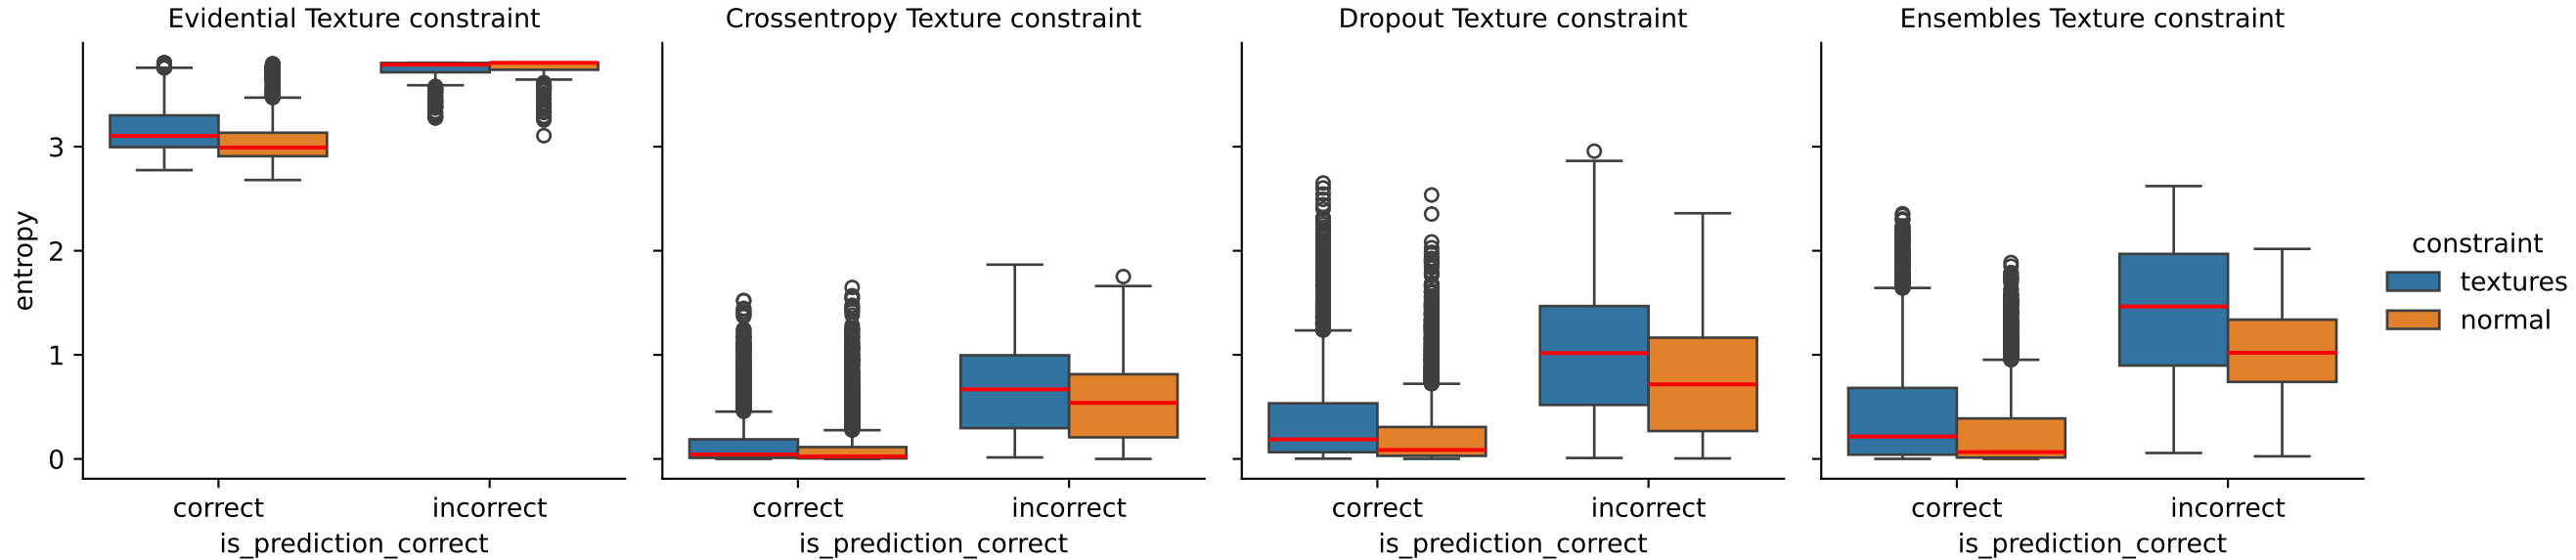 Evidential Texture constraint
Crossentropy Texture constraint
Dropout Texture constraint
Ensembles Texture constraint
entropy
3
2
1
0
correct
incorrect
correct
incorrect
correct
incorrect
correct
incorrect
is_prediction_correct
is_prediction_correct
is_prediction_correct
is_prediction_correct
constraint
textures
normal